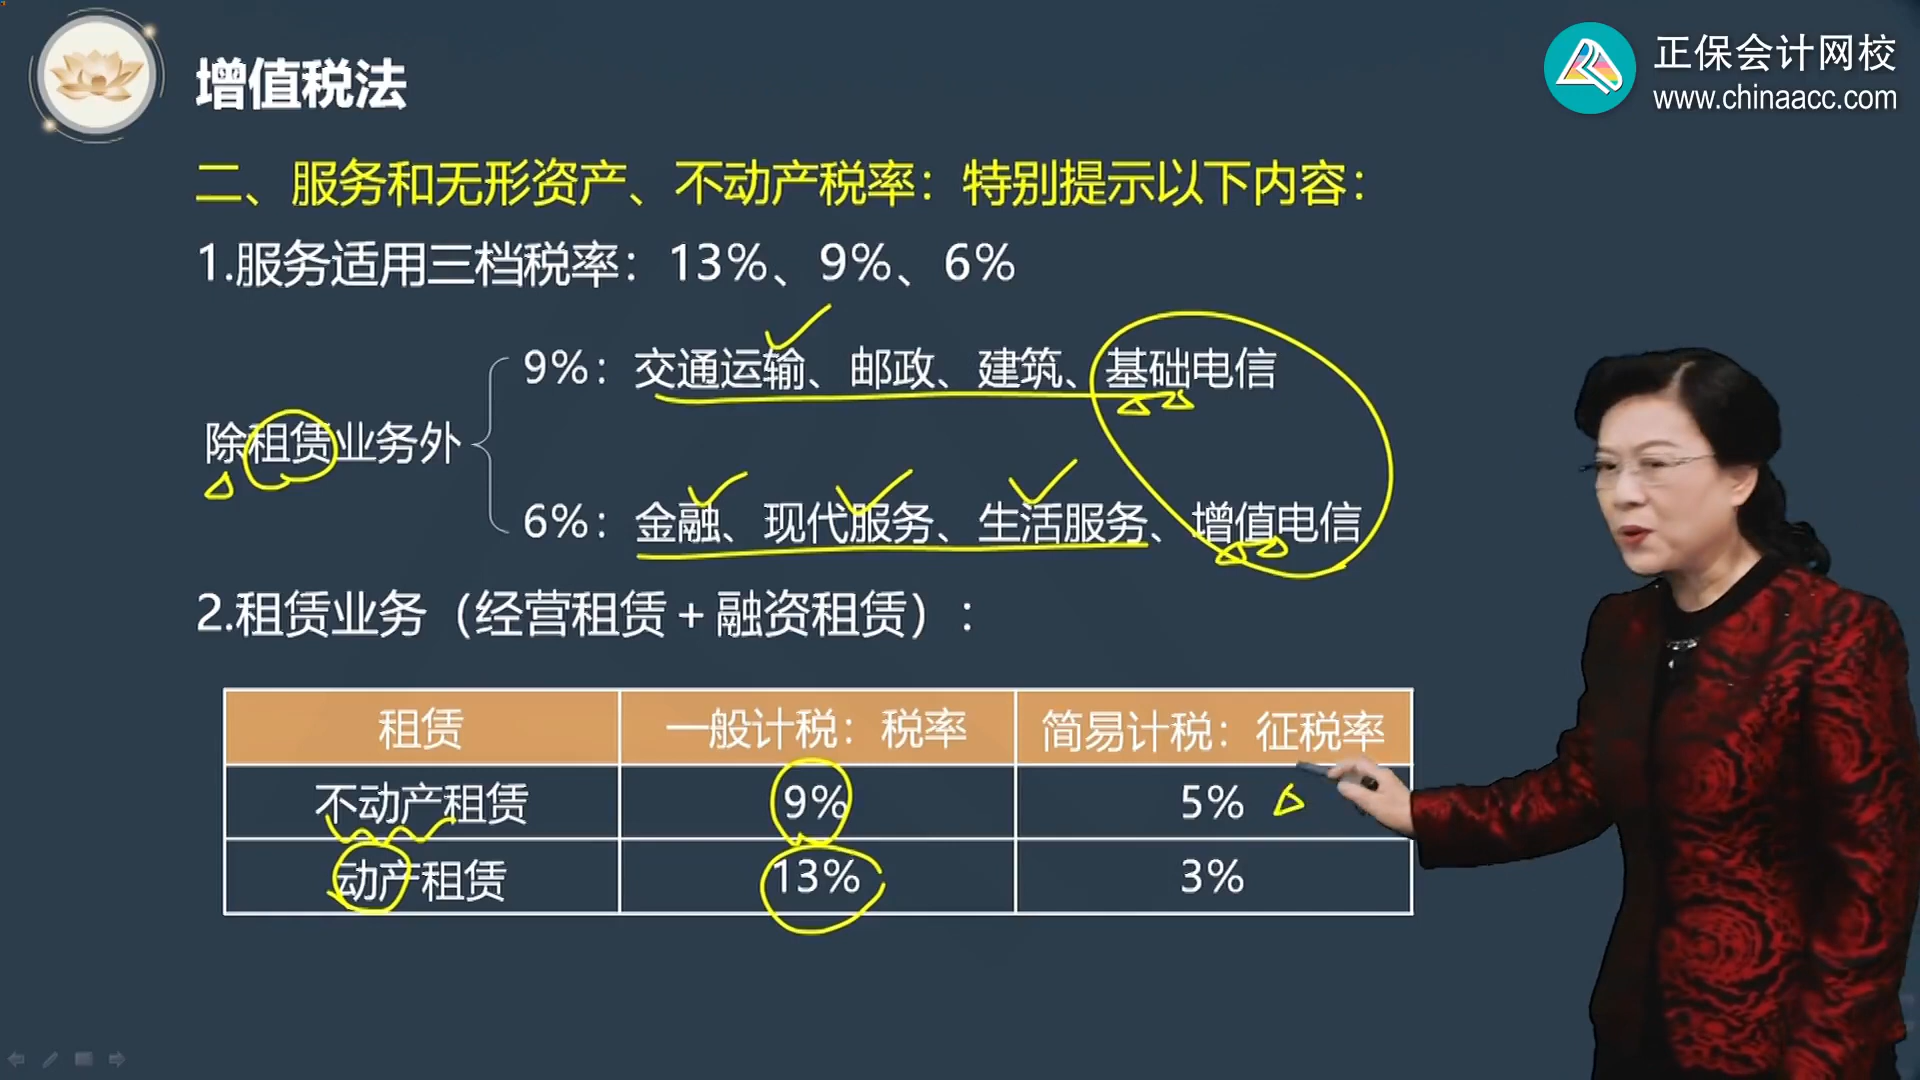 增值税法
正保会计网校
www.chinaacc.com
二、服务和无形资产、不动产税率：特别提示以下内容：
1.服务适用三档税率：13%、9%、6%
9%：交通运输、邮政、建筑、基础电信
除租赁业务外
6%：金融、现代服务、生活服务、增值电信
2.租赁业务（经营租赁+融资租赁）：
租赁 一般计税：税率 简易计税：征税率
不动产租赁 9% 5%
动产租赁 13% 3%